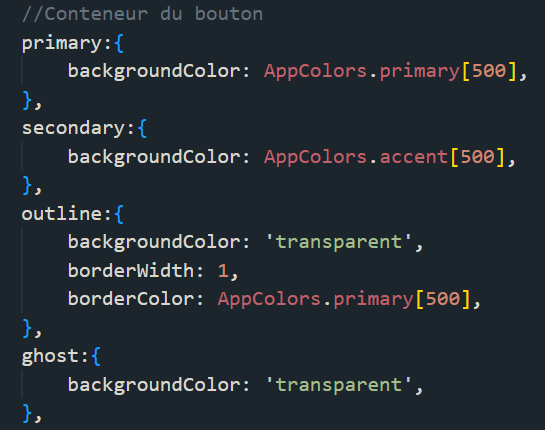 //Conteneur du bouton
primary:{
    backgroundColor: AppColors.primary[500],
},
secondary:{
    backgroundColor: AppColors.accent[500],
},
outline:{
    backgroundColor: 'transparent',
    borderWidth: 1,
    borderColor: AppColors.primary[500],
},
ghost:{
    backgroundColor: 'transparent',
},